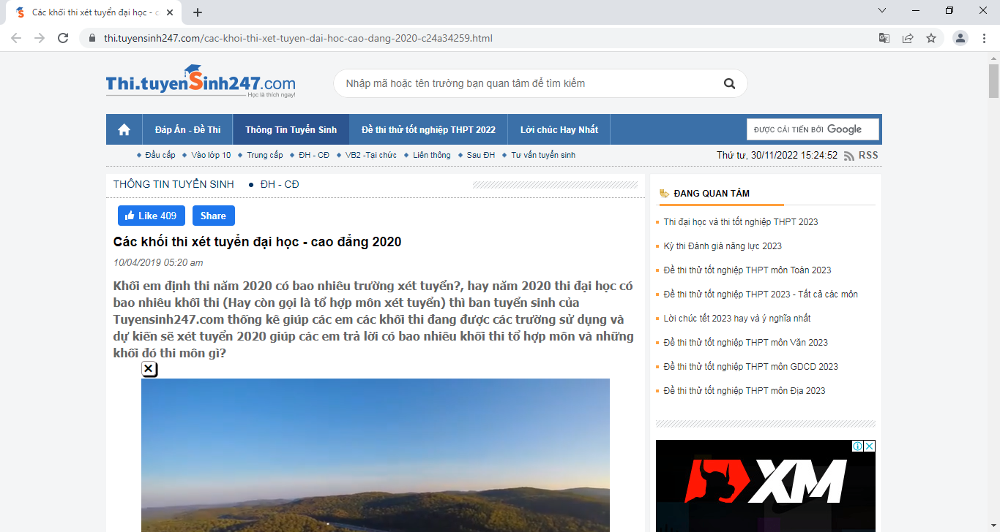 Các khối thi xét tuyển đại học - c
thi.tuyensinh247.com/cac-khoi-thi-xet-tuyen-dai-hoc-cao-dang-2020-c24a34259.html
Thi.tuyenSinh247.com
Học là thích ngay!
Nhập mã hoặc tên trường bạn quan tâm để tìm kiếm
Đáp Án - Đề Thi Thông Tin Tuyển Sinh Đề thi thử tốt nghiệp THPT 2022 Lời chúc Hay Nhất ĐƯỢC CẢI TIẾN BỞI Google
Đầu cấp Vào lớp 10 Trung cấp ĐH - CĐ VB2 -Tại chức Liên thông Sau ĐH Tư vấn tuyển sinh Thứ tư, 30/11/2022 15:24:52 RSS
THÔNG TIN TUYỂN SINH ● ĐH - CĐ
Like 409 Share
Các khối thi xét tuyển đại học - cao đẳng 2020
10/04/2019 05:20 am
Khối em định thi năm 2020 có bao nhiêu trường xét tuyển?, hay năm 2020 thi đại học có
bao nhiêu khối thi (Hay còn gọi là tổ hợp môn xét tuyển) thì ban tuyển sinh của
Tuyensinh247.com thống kê giúp các em các khối thi đang được các trường sử dụng và
dự kiến sẽ xét tuyển 2020 giúp các em trả lời có bao nhiêu khối thi tổ hợp môn và những
khối đó thi môn gì?
ĐANG QUAN TÂM
Thi đại học và thi tốt nghiệp THPT 2023
Kỳ thi Đánh giá năng lực 2023
Đề thi thử tốt nghiệp THPT môn Toán 2023
Đề thi thử tốt nghiệp THPT 2023 - Tất cả các môn
Lời chúc tết 2023 hay và ý nghĩa nhất
Đề thi thử tốt nghiệp THPT môn Văn 2023
Đề thi thử tốt nghiệp THPT môn GDCD 2023
Đề thi thử tốt nghiệp THPT môn Địa 2023
XM